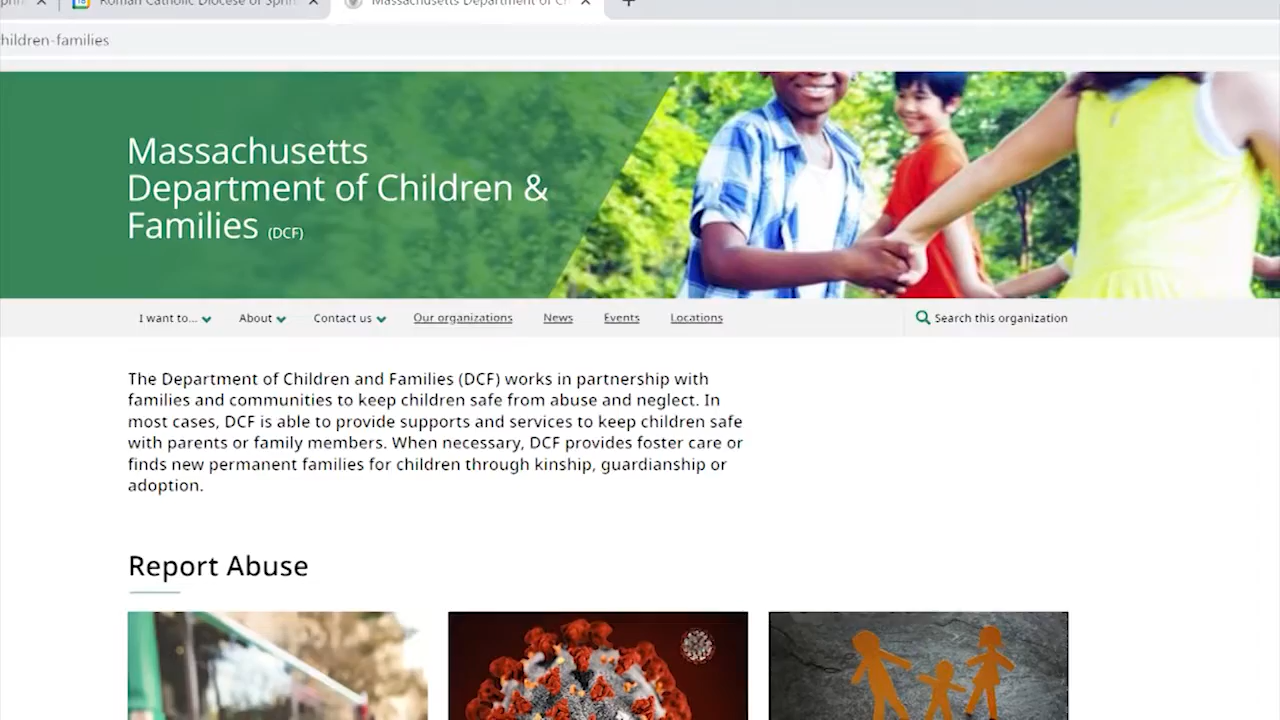 Roman Catholic Diocese of Sprin
Massachusetts Department of Ch
hildren-families
Massachusetts
Department of Children &
Families (DCF)
I want to... About Contact us Our organizations News Events Locations Search this organization
The Department of Children and Families (DCF) works in partnership with
families and communities to keep children safe from abuse and neglect. In
most cases, DCF is able to provide supports and services to keep children safe
with parents or family members. When necessary, DCF provides foster care or
finds new permanent families for children through kinship, guardianship or
adoption.
Report Abuse